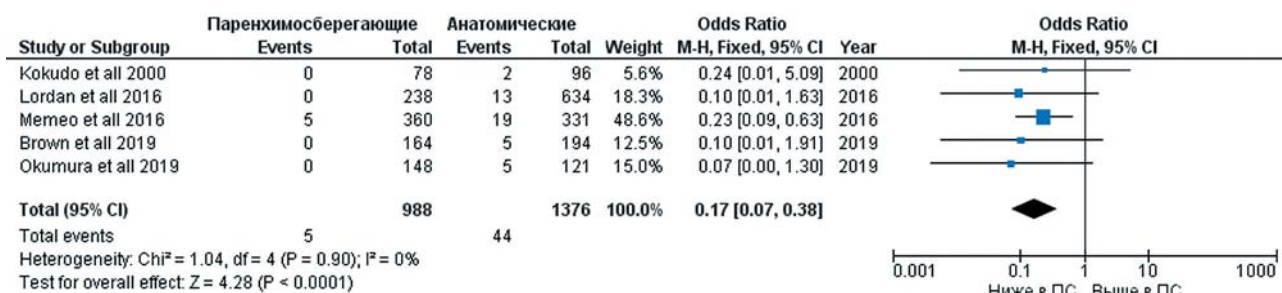 Паренхимосберегающие Анатомические Odds Ratio Odds Ratio
Study or Subgroup Events Total Events Total Weight M-H, Fixed, 95% CI Year M-H, Fixed, 95% CI
Kokudo et all 2000 0 78 2 96 5.6% 0.24 [0.01, 5.09] 2000
Lordan et all 2016 0 238 13 634 18.3% 0.10 [0.01, 1.63] 2016
Memeo et all 2016 5 360 19 331 48.6% 0.23 [0.09, 0.63] 2016
Brown et all 2019 0 164 5 194 12.5% 0.10 [0.01, 1.91] 2019
Okumura et all 2019 0 148 5 121 15.0% 0.07 [0.00, 1.30] 2019
Total (95% CI) 988 1376 100.0% 0.17 [0.07, 0.38]
Total events 5 44
Heterogeneity: Chi² = 1.04, df = 4 (P = 0.90); I² = 0%
Test for overall effect: Z = 4.28 (P < 0.0001)
0.001 0.1 1 10 1000
Ниже в ПС Выше в ПС